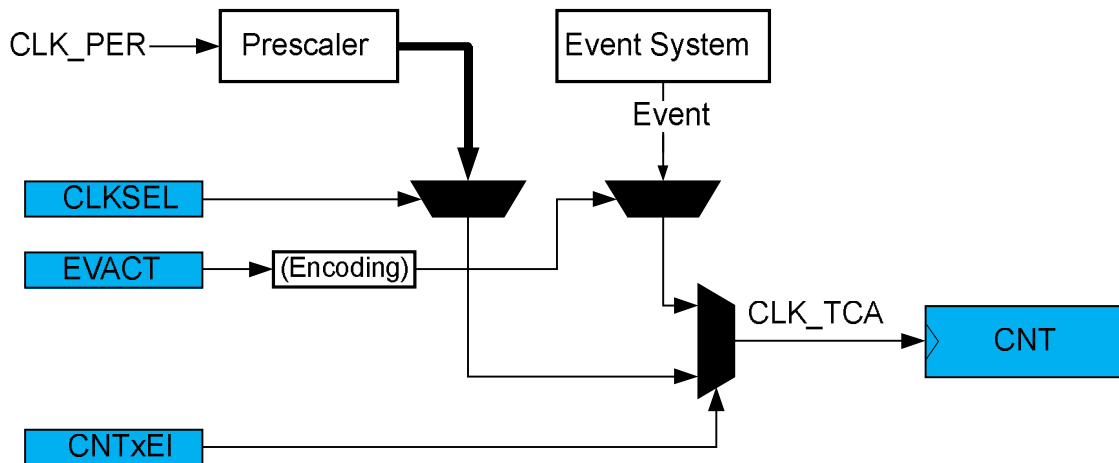 CLK_PER
Prescaler
Event System
Event
CLKSEL
EVACT
(Encoding)
CLK_TCA
CNT
CNTxEI